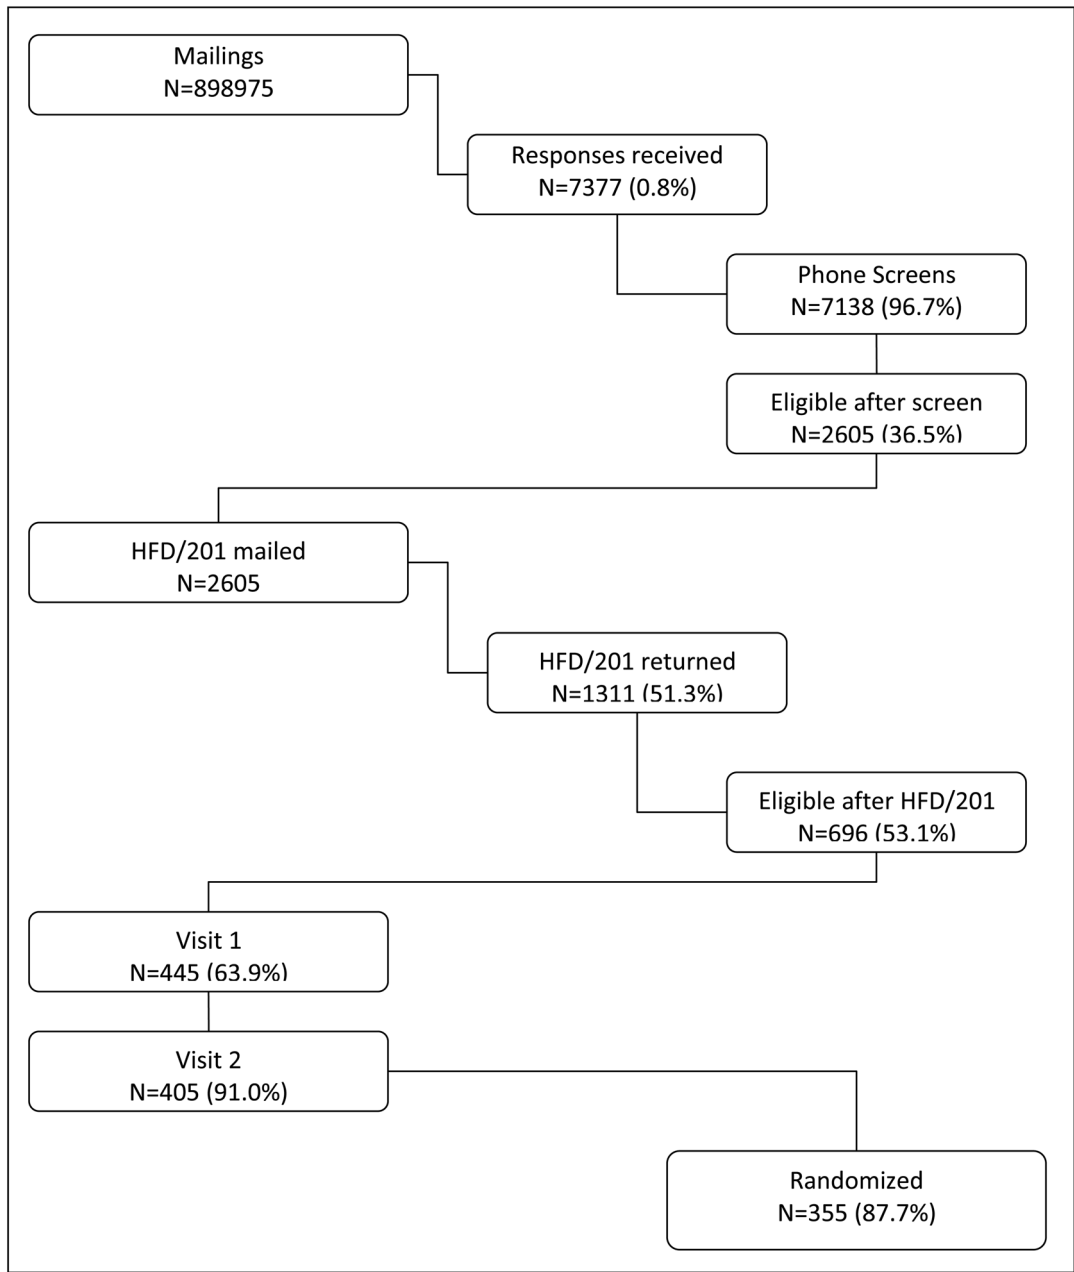 Mailings
N=898975
Responses received
N=7377 (0.8%)
Phone Screens
N=7138 (96.7%)
Eligible after screen
N=2605 (36.5%)
HFD/201 mailed
N=2605
HFD/201 returned
N=1311 (51.3%)
Eligible after HFD/201
N=696 (53.1%)
Visit 1
N=445 (63.9%)
Visit 2
N=405 (91.0%)
Randomized
N=355 (87.7%)